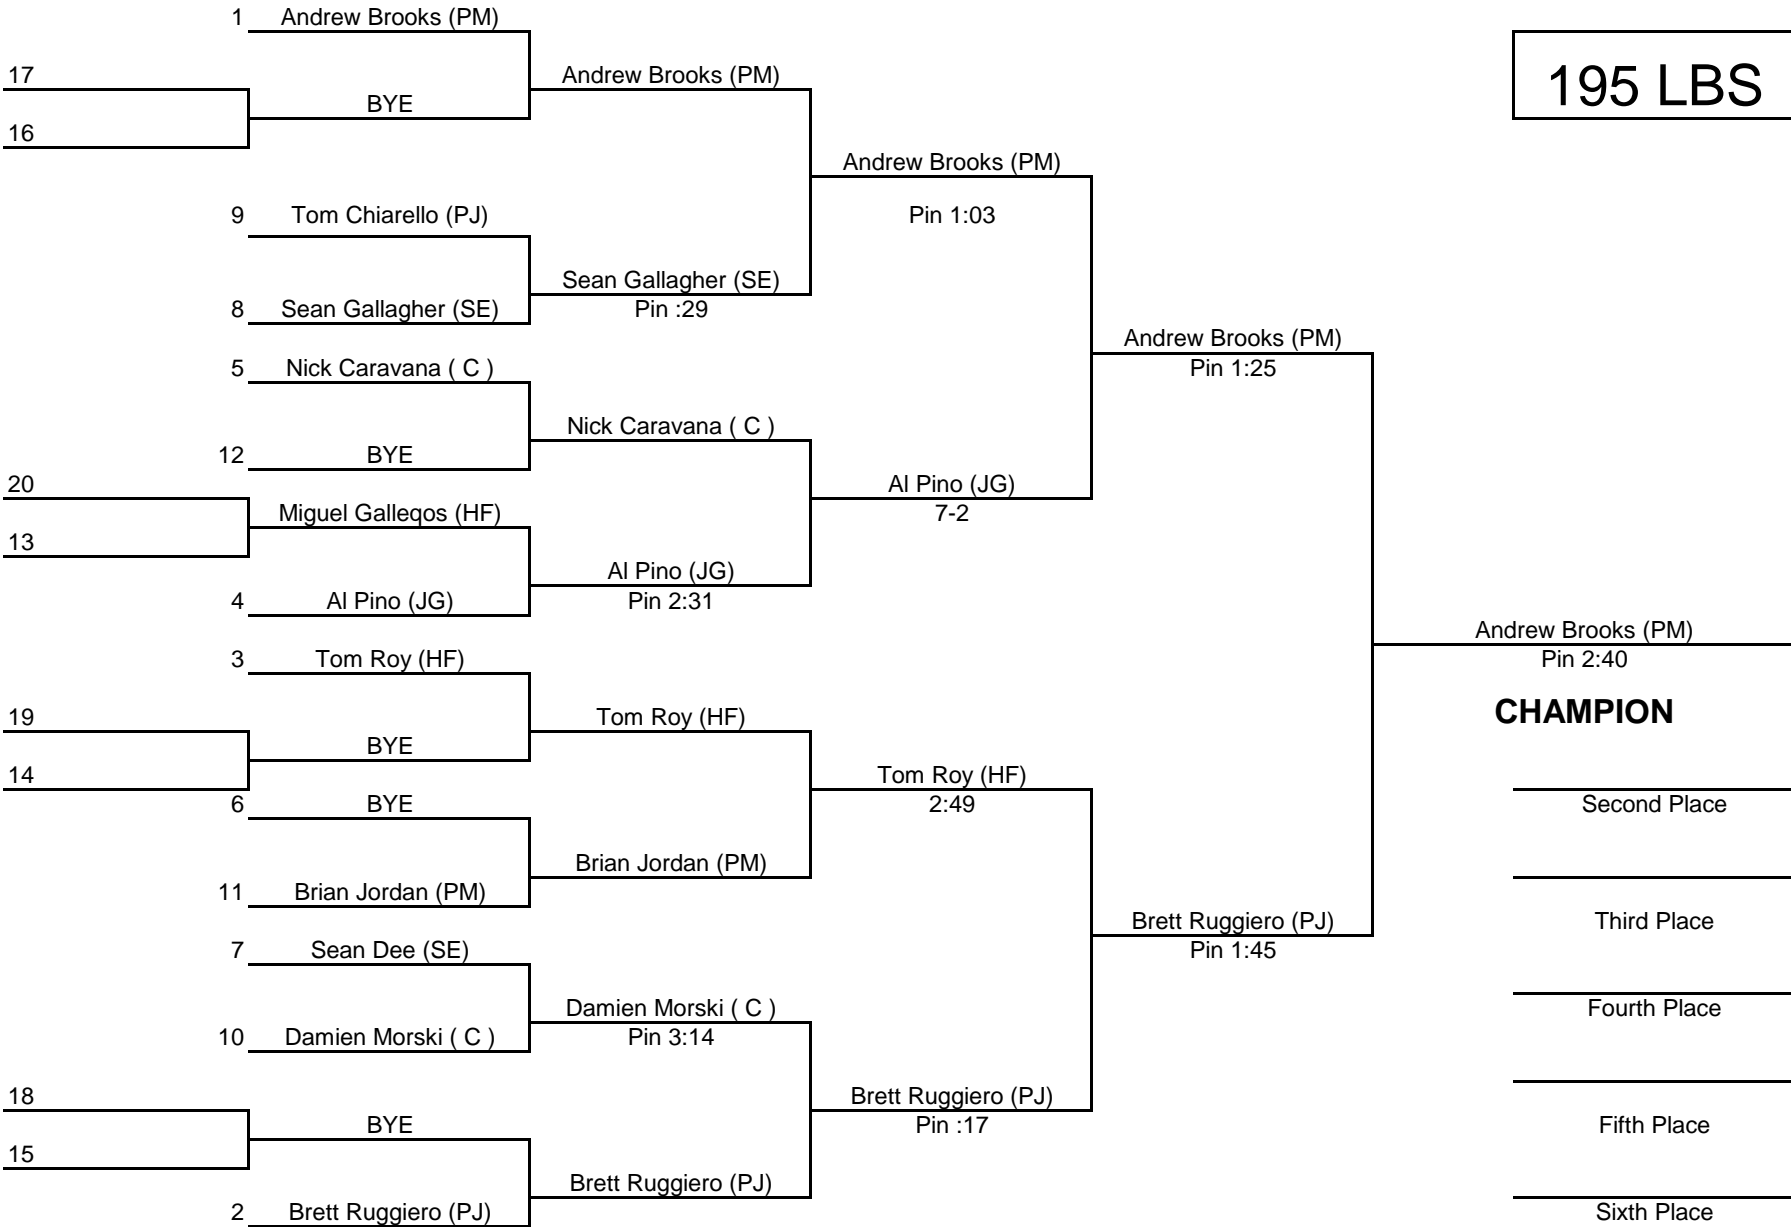 1 Andrew Brooks (PM)
195 LBS
17
Andrew Brooks (PM)
BYE
16
Andrew Brooks (PM)
9 Tom Chiarello (PJ)
Pin 1:03
Sean Gallagher (SE)
8 Sean Gallagher (SE)
Pin :29
Andrew Brooks (PM)
5 Nick Caravana ( C )
Pin 1:25
Nick Caravana ( C )
12 BYE
20
Al Pino (JG)
Miguel Galleqos (HF)
7-2
13
Al Pino (JG)
4 Al Pino (JG)
Pin 2:31
Andrew Brooks (PM)
3 Tom Roy (HF)
Pin 2:40
19
Tom Roy (HF)
CHAMPION
BYE
14
Tom Roy (HF)
6 BYE
2:49
Second Place
Brian Jordan (PM)
11 Brian Jordan (PM)
Brett Ruggiero (PJ)
Third Place
7 Sean Dee (SE)
Pin 1:45
Damien Morski ( C )
Fourth Place
10 Damien Morski ( C )
Pin 3:14
18
Brett Ruggiero (PJ)
BYE
Pin :17
Fifth Place
15
Brett Ruggiero (PJ)
2 Brett Ruggiero (PJ)
Sixth Place